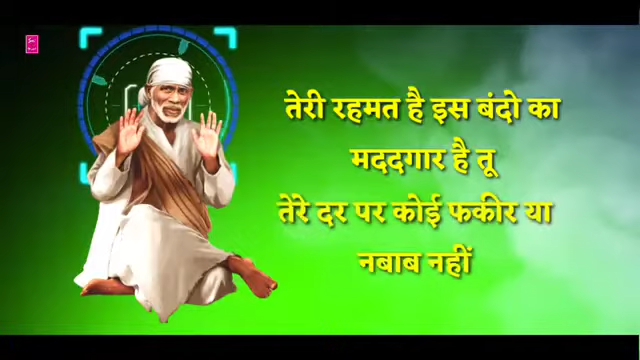 तेरी रहमत है इस बंदो का
मददगार है तू
तेरे दर पर कोई फकीर या
नबाब नहीं